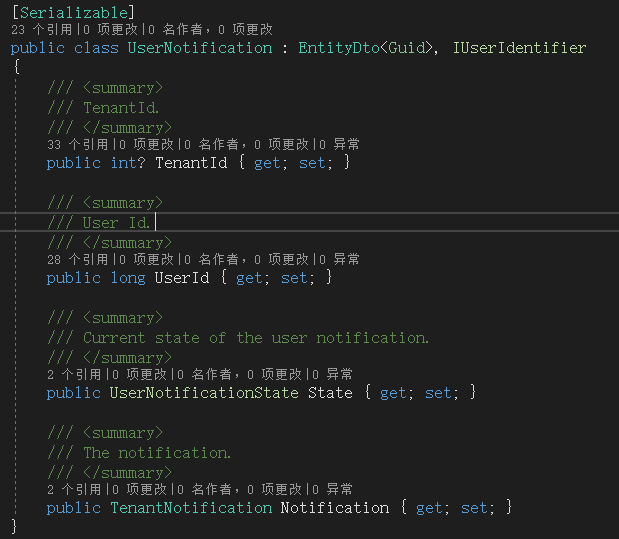 [Serializable]
23 个引用|0 项更改|0 名作者, 0 项更改
public class UserNotification : EntityDto<Guid>, IUserIdentifier
{
/// <summary>
/// TenantId.
/// </summary>
33 个引用|0 项更改|0 名作者, 0 项更改|0 异常
public int? TenantId { get; set; }
/// <summary>
/// User Id.
/// </summary>
28 个引用|0 项更改|0 名作者, 0 项更改|0 异常
public long UserId { get; set; }
/// <summary>
/// Current state of the user notification.
/// </summary>
2 个引用|0 项更改|0 名作者, 0 项更改|0 异常
public UserNotificationState State { get; set; }
/// <summary>
/// The notification.
/// </summary>
2 个引用|0 项更改|0 名作者, 0 项更改|0 异常
public TenantNotification Notification { get; set; }
}